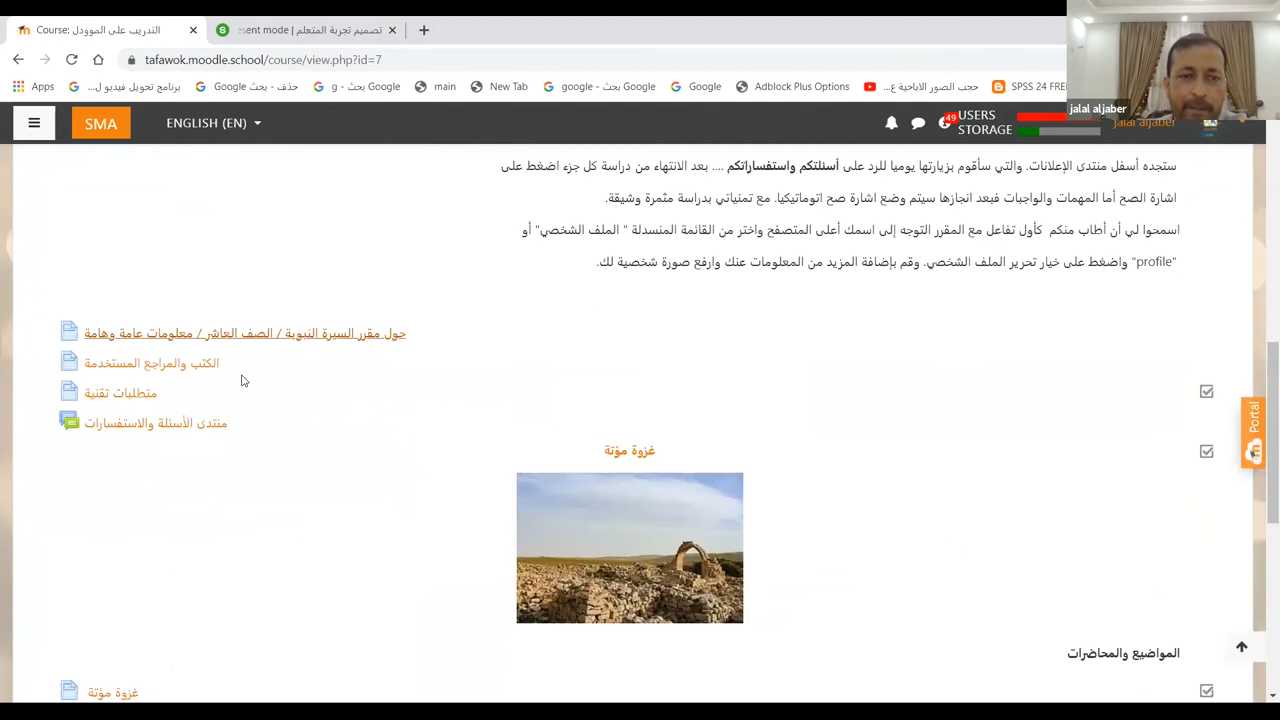 Course: التدريب على الموودل
esent mode | تصميم تجربة المتعلم
tafawok.moodle.school/course/view.php?id=7
Apps
برنامج تحويل فيديو ل...
حذف - بحث Google
g - بحث Google
main
New Tab
google - بحث Google
Google
Adblock Plus Options
حجب الصور الاباحية ع...
SPSS 24 FRE
jalal aljaber
SMA
ENGLISH (EN)
49
USERS
STORAGE
jalal aljaber
ستجده أسفل منتدى الإعلانات. والتي سأقوم بزيارتها يوميا للرد على أسئلتكم واستفساراتكم .... بعد الانتهاء من دراسة كل جزء اضغط على
اشارة الصح أما المهمات والواجبات فبعد انجازها سيتم وضع اشارة صح اتوماتيكيا. مع تمنياتي بدراسة مثمرة وشيقة.
اسمحوا لي أن أطاب منكم كأول تفاعل مع المقرر التوجه إلى اسمك أعلى المتصفح واختر من القائمة المنسدلة " الملف الشخصي" أو
"profile" واضغط على خيار تحرير الملف الشخصي. وقم بإضافة المزيد من المعلومات عنك وارفع صورة شخصية لك.
حول مقرر السيرة النبوية / الصف العاشر / معلومات عامة وهامة
الكتب والمراجع المستخدمة
متطلبات تقنية
منتدى الأسئلة والاستفسارات
Portal
غزوة مؤتة
المواضيع والمحاضرات
غزوة مؤتة